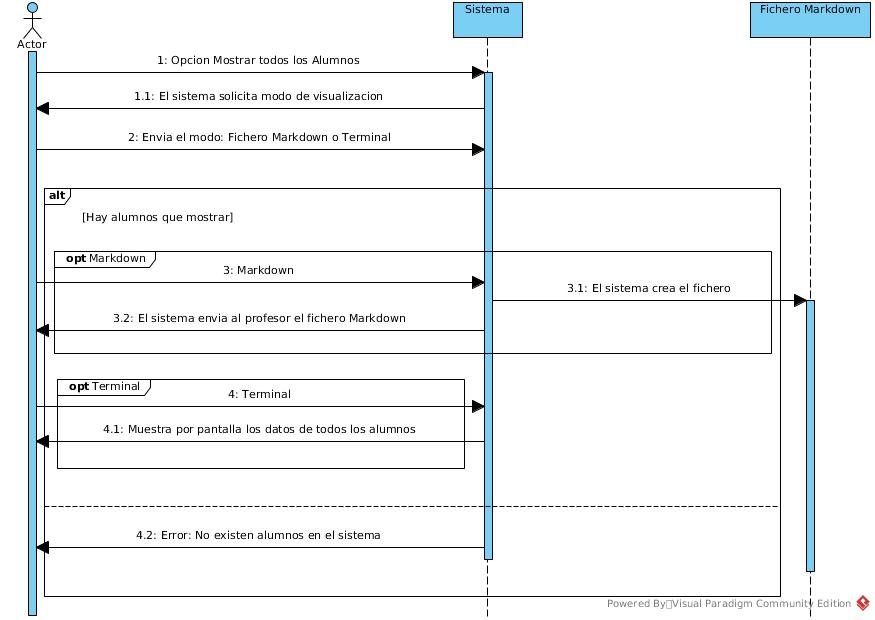 Sistema
Fichero Markdown
Actor
1: Opcion Mostrar todos los Alumnos
1.1: El sistema solicita modo de visualizacion
2: Envia el modo: Fichero Markdown o Terminal
alt
[Hay alumnos que mostrar]
opt Markdown
3: Markdown
3.1: El sistema crea el fichero
3.2: El sistema envia al profesor el fichero Markdown
opt Terminal
4: Terminal
4.1: Muestra por pantalla los datos de todos los alumnos
4.2: Error: No existen alumnos en el sistema
Powered By Visual Paradigm Community Edition